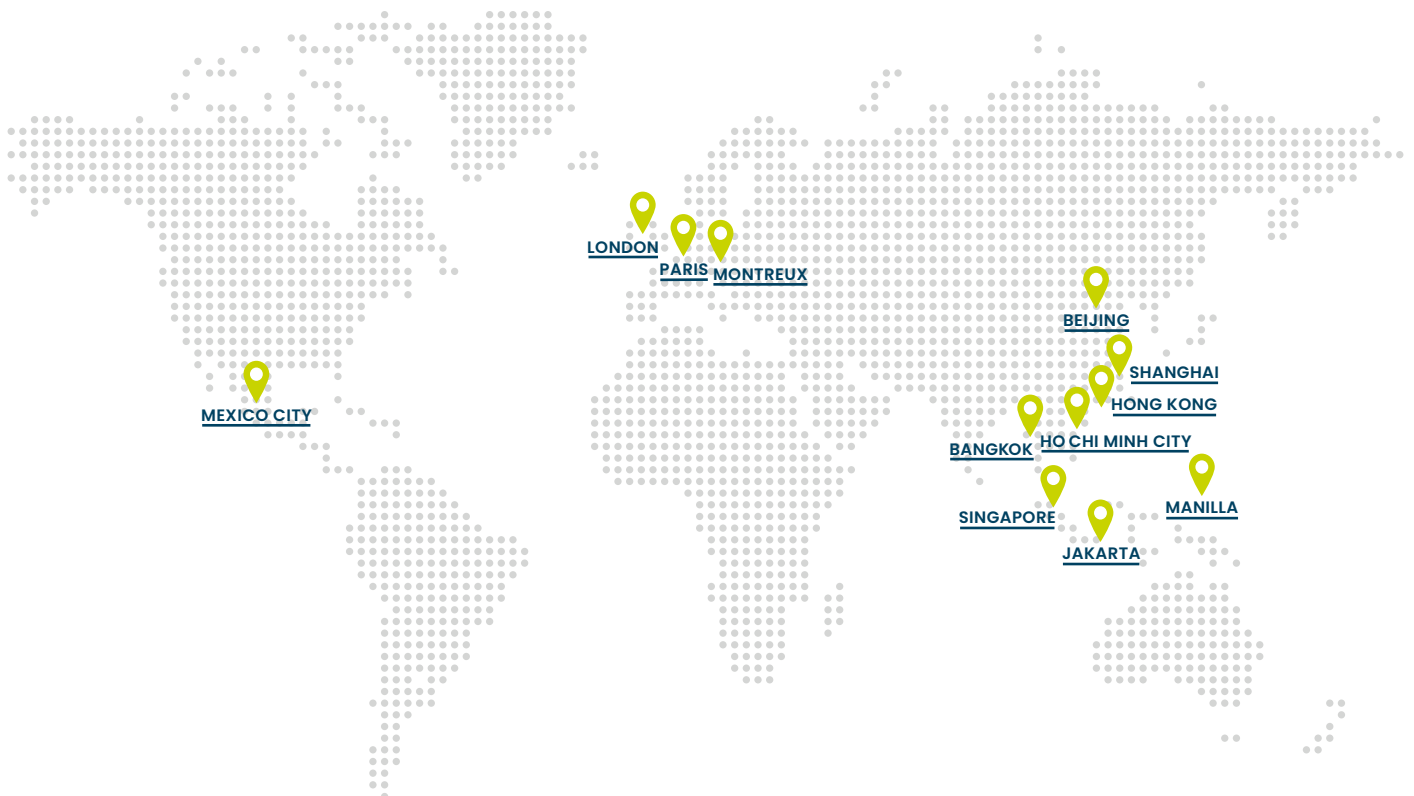 LONDON
PARIS
MONTREUX
BEIJING
SHANGHAI
HONG KONG
MEXICO CITY
HO CHI MINH CITY
BANGKOK
MANILLA
SINGAPORE
JAKARTA